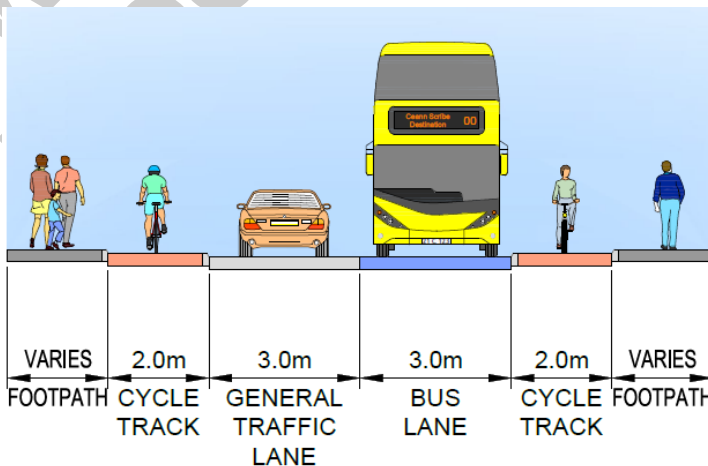 Ceann Scríbe 00
Destination
VARIES 2.0m 3.0m 3.0m 2.0m VARIES
FOOTPATH CYCLE GENERAL BUS CYCLE FOOTPATH
TRACK TRAFFIC LANE TRACK
LANE